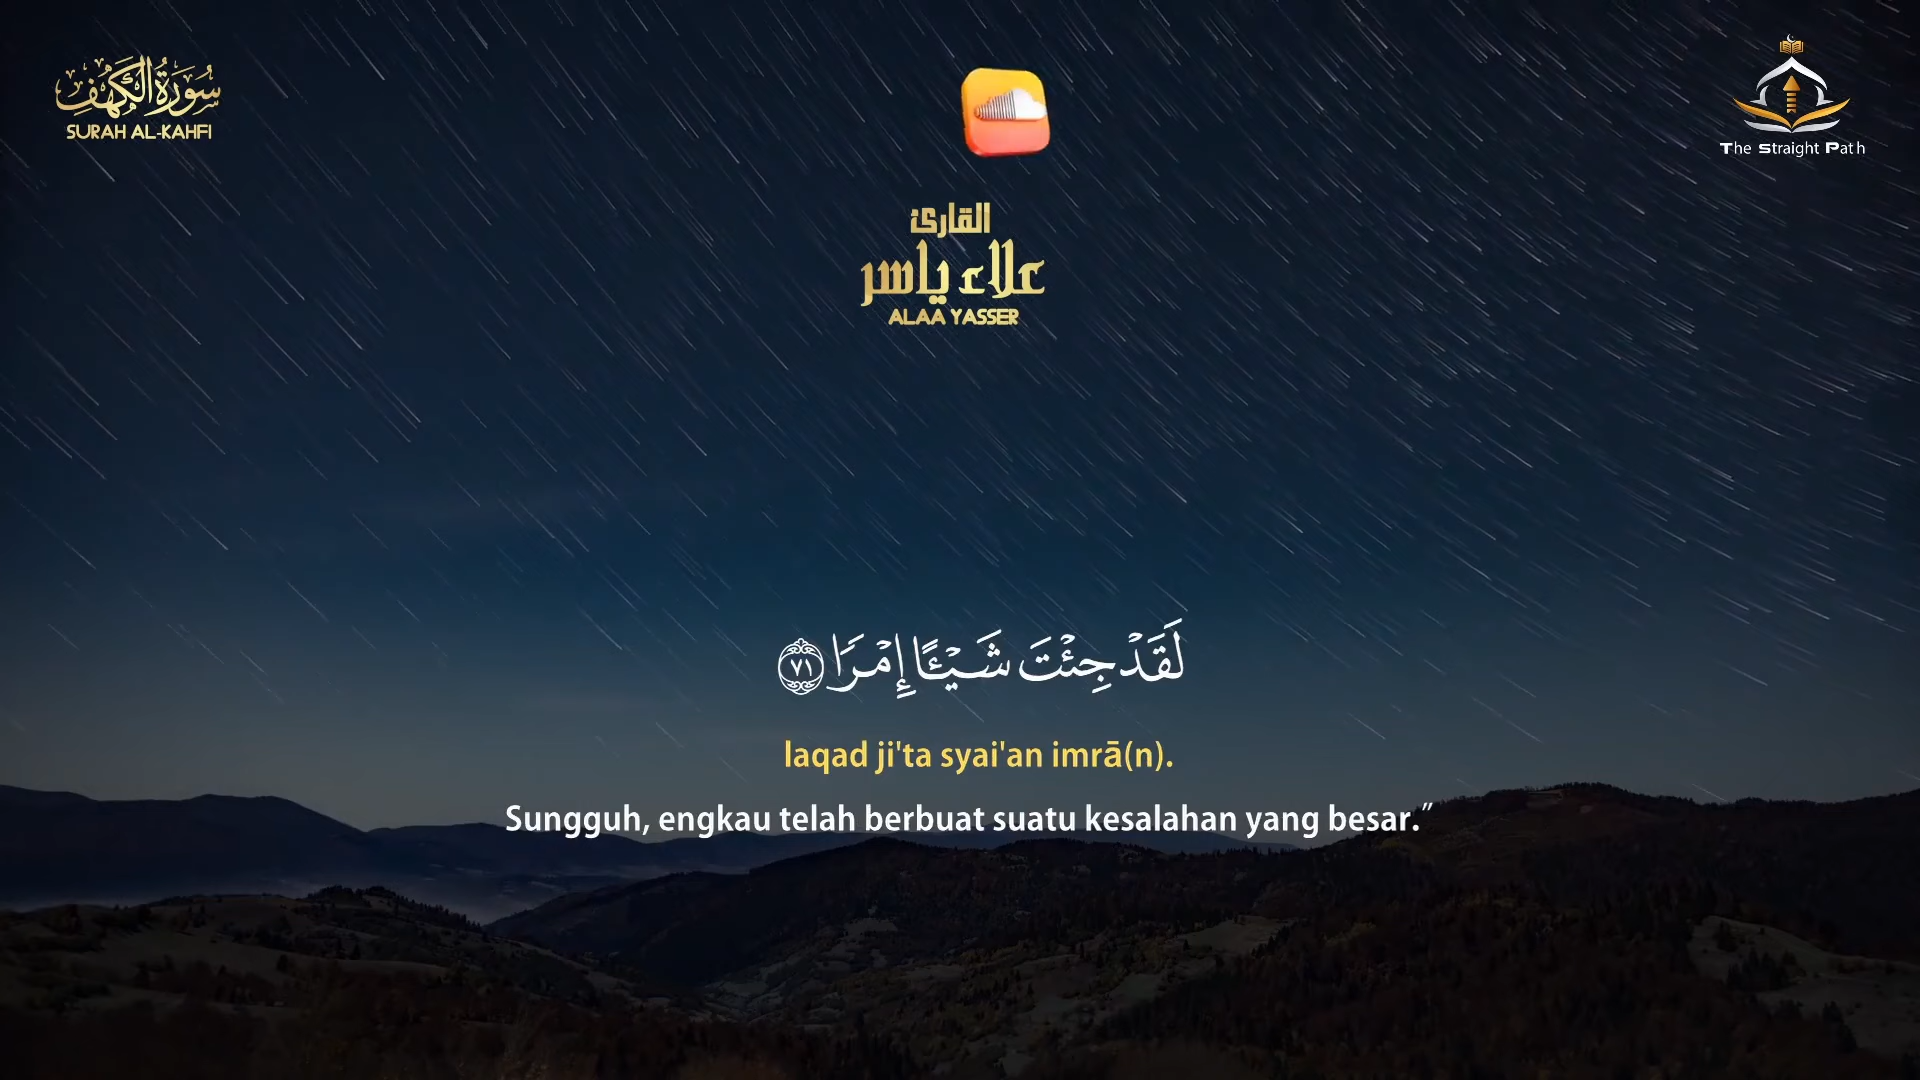 سُورَةُ الْكَهْفِ
SURAH AL-KAHFI
The Straight Path
القارئ
علاء ياسر
ALAA YASSER
لَقَدْ جِئْتَ شَيْـًٔا إِمْرًا ۝٧١
laqad ji'ta syai'an imrā(n).
Sungguh, engkau telah berbuat suatu kesalahan yang besar.”